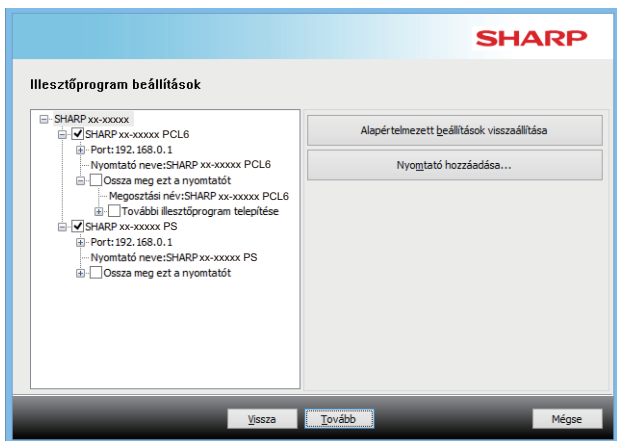 SHARP
Illesztőprogram beállítások
SHARP xx-xxxxx
SHARP xx-xxxxx PCL6
Port:192.168.0.1
Nyomtató neve:SHARP xx-xxxxx PCL6
Ossza meg ezt a nyomtatót
Megosztási név:SHARP xx-xxxxx PCL6
További illesztőprogram telepítése
SHARP xx-xxxxx PS
Port:192.168.0.1
Nyomtató neve:SHARP xx-xxxxx PS
Ossza meg ezt a nyomtatót
Alapértelmezett beállítások visszaállítása
Nyomtató hozzáadása...
Vissza
Tovább
Mégse